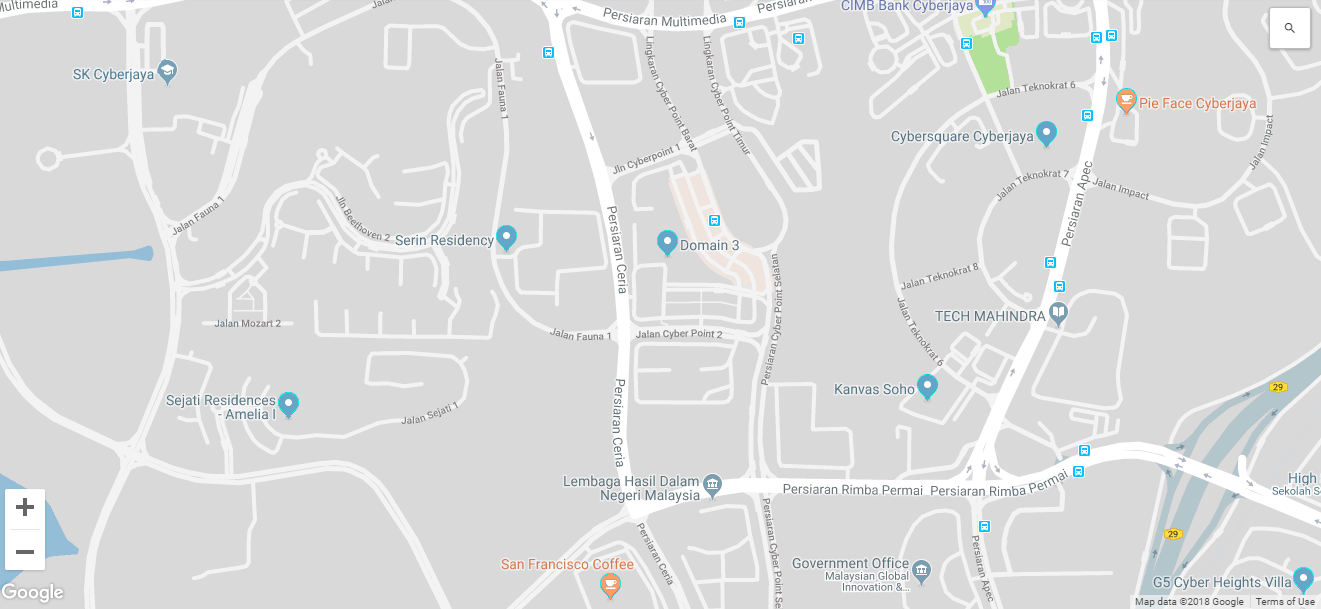 Multimedia
Persiaran Multimedia
Persiaran
CIMB Bank Cyberjaya
Jalan
SK Cyberjaya
Jalan Fauna 1
Lingkaran Cyber Point Barat
Lingkaran Cyber Point Timur
Jalan Teknokrat 6
Pie Face Cyberjaya
Cybersquare Cyberjaya
Jalan Impact
Jln Cyberpoint 1
Jalan Teknokrat 7
Jalan Impact
Persiaran Apec
Jalan Fauna 1
Jln Beethoven 2
Serin Residency
Persiaran Ceria
Domain 3
Persiaran Cyber Point Selatan
Jalan Teknokrat 8
Jalan Mozart 2
Jalan Fauna 1
Jalan Cyber Point 2
TECH MAHINDRA
Jalan Teknokrat 6
Sejati Residences
- Amelia I
Jalan Sejati 1
Persiaran Ceria
Kanvas Soho
29
Lembaga Hasil Dalam
Negeri Malaysia
Persiaran Rimba Permai
Persiaran Rimba Permai
High
Sekolah Se
29
Persiaran Ceria
Persiaran Cyber Point Se
Persiaran Apec
San Francisco Coffee
Government Office
Malaysian Global
Innovation &...
G5 Cyber Heights Villa
Google
Map data ©2018 Google
Terms of Use